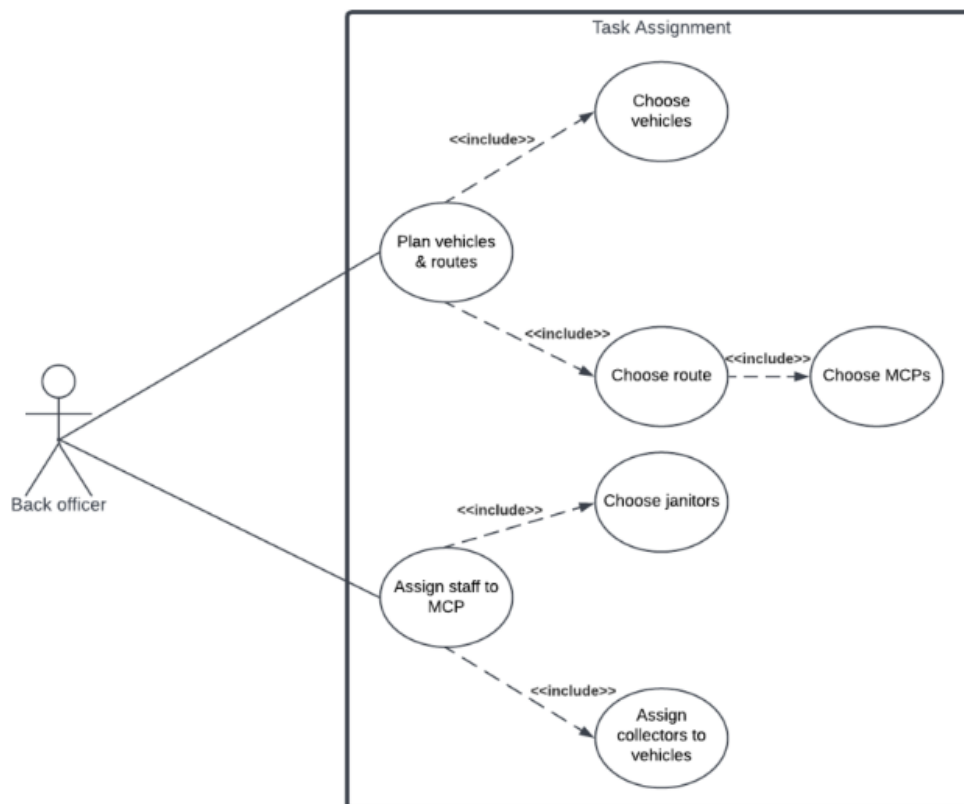 Task Assignment
Choose
vehicles
<<include>>
Plan vehicles
& routes
<<include>>
Choose route
<<include>>
Choose MCPs
Back officer
Choose janitors
<<include>>
Assign staff to
MCP
<<include>>
Assign
collectors to
vehicles